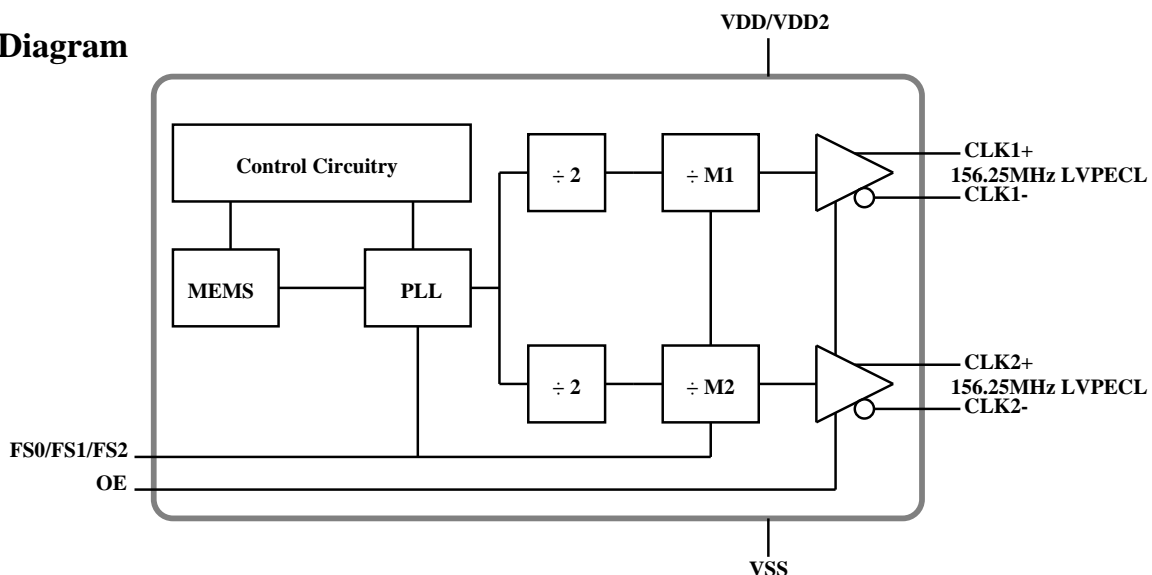 VDD/VDD2
Diagram
Control Circuitry
÷ 2
÷ M1
CLK1+
156.25MHz LVPECL
CLK1-
MEMS
PLL
÷ 2
÷ M2
CLK2+
156.25MHz LVPECL
CLK2-
FS0/FS1/FS2
OE
VSS